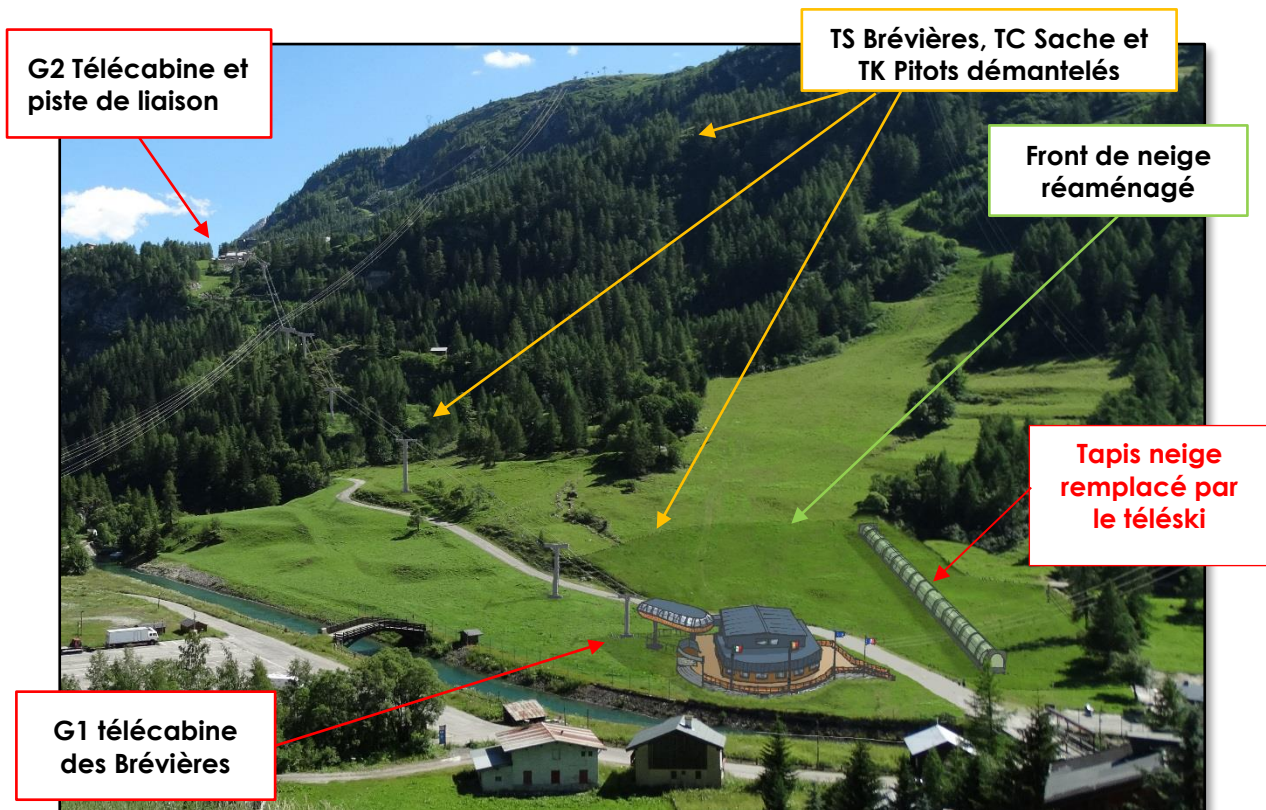 TS Brévières, TC Sache et
TK Pitots démantelés
G2 Télécabine et
piste de liaison
Front de neige
réaménagé
Tapis neige
remplacé par
le téléski
G1 télécabine
des Brévières